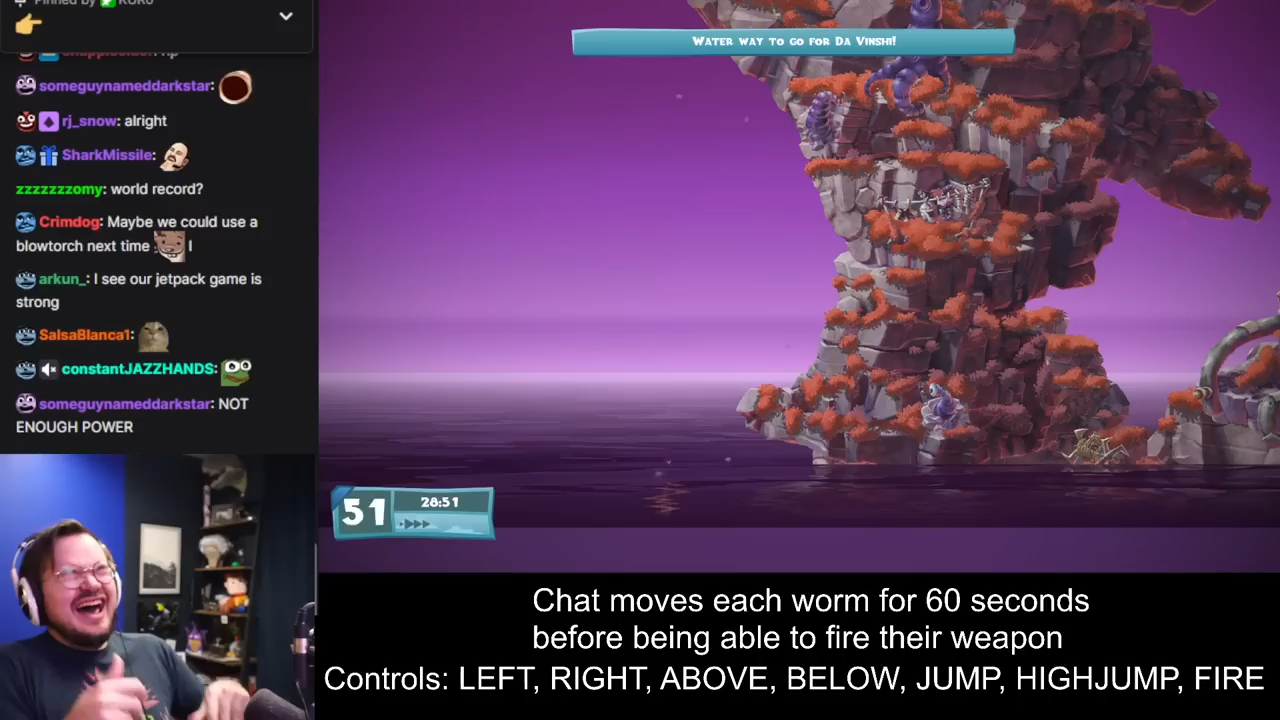 Pinned by KURO
someguynameddarkstar:
rj_snow: alright
SharkMissile:
zzzzzzzomy: world record?
Crimdog: Maybe we could use a
blowtorch next time I
arkun_: I see our jetpack game is
strong
SalsaBlanca1:
constantJAZZHANDS:
someguynameddarkstar: NOT
ENOUGH POWER
Water way to go for Da Vinshi!
51
28:51
Chat moves each worm for 60 seconds
before being able to fire their weapon
Controls: LEFT, RIGHT, ABOVE, BELOW, JUMP, HIGHJUMP, FIRE